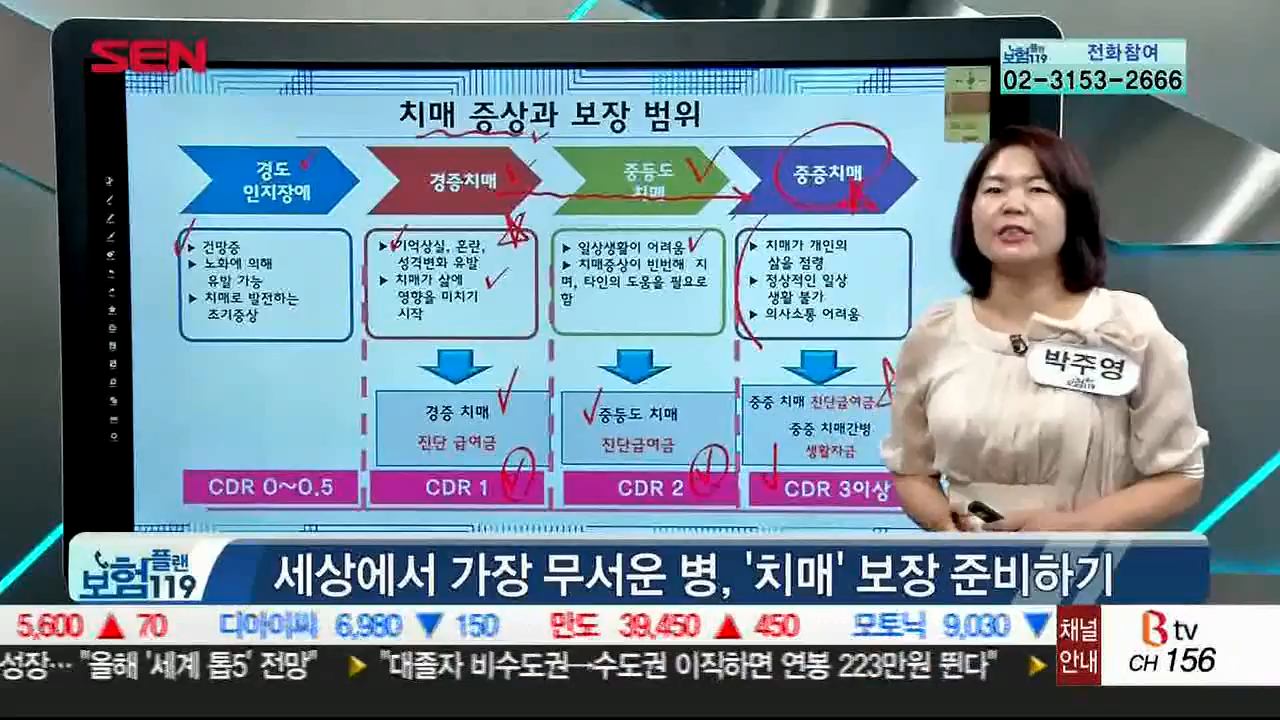 SEN
보험플랜119 전화참여
02-3153-2666
치매 증상과 보장 범위
경도
인지장애
경증치매
중등도
치매
중증치매
▶ 건망증
▶ 노화에 의해
유발 가능
▶ 치매로 발전하는
조기증상
▶ 기억상실, 혼란,
성격변화 유발
▶ 치매가 삶에
영향을 미치기
시작
▶ 일상생활이 어려움
▶ 치매증상이 빈번해 지
며, 타인의 도움을 필요로
함
▶ 치매가 개인의
삶을 점령
▶ 정상적인 일상
생활 불가
▶ 의사소통 어려움
경증 치매
진단 급여금
중등도 치매
진단급여금
중증 치매 진단급여금
중증 치매간병
생활자금
CDR 0~0.5
CDR 1
CDR 2
CDR 3이상
박주영
보험플랜119
세상에서 가장 무서운 병, '치매' 보장 준비하기
5,600 ▲ 70 디아이씨 6,980 ▼ 150 만도 39,450 ▲ 450 모토닉 9,030 ▼
성장… "올해 '세계 톱5' 전망" ▶ "대졸자 비수도권→수도권 이직하면 연봉 223만원 뛴다" ▶
채널
안내
B tv
CH 156